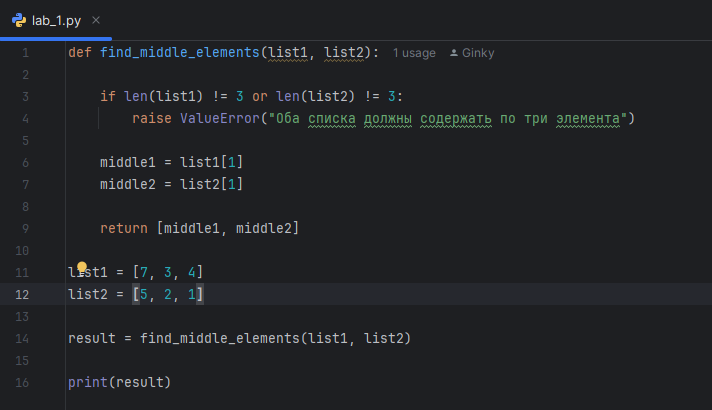 lab_1.py
1 def find_middle_elements(list1, list2): 1 usage Ginky
2
3 if len(list1) != 3 or len(list2) != 3:
4 raise ValueError("Оба списка должны содержать по три элемента")
5
6 middle1 = list1[1]
7 middle2 = list2[1]
8
9 return [middle1, middle2]
10
11 list1 = [7, 3, 4]
12 list2 = [5, 2, 1]
13
14 result = find_middle_elements(list1, list2)
15
16 print(result)